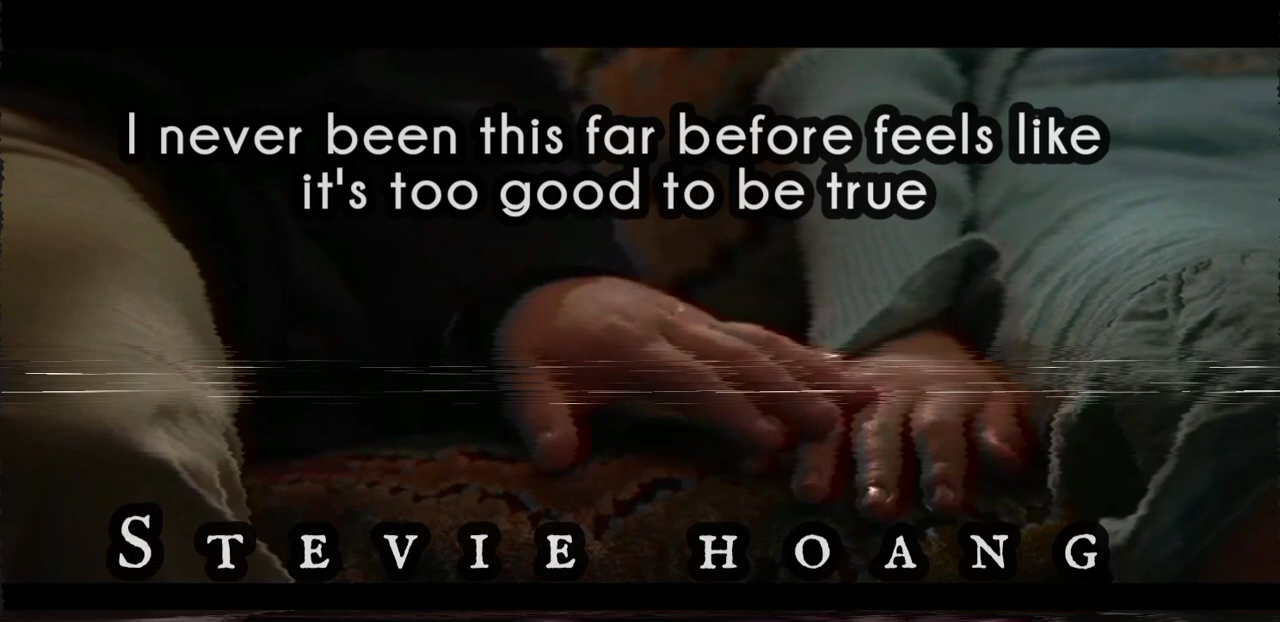 I never been this far before feels like
it's too good to be true
Stevie hoang